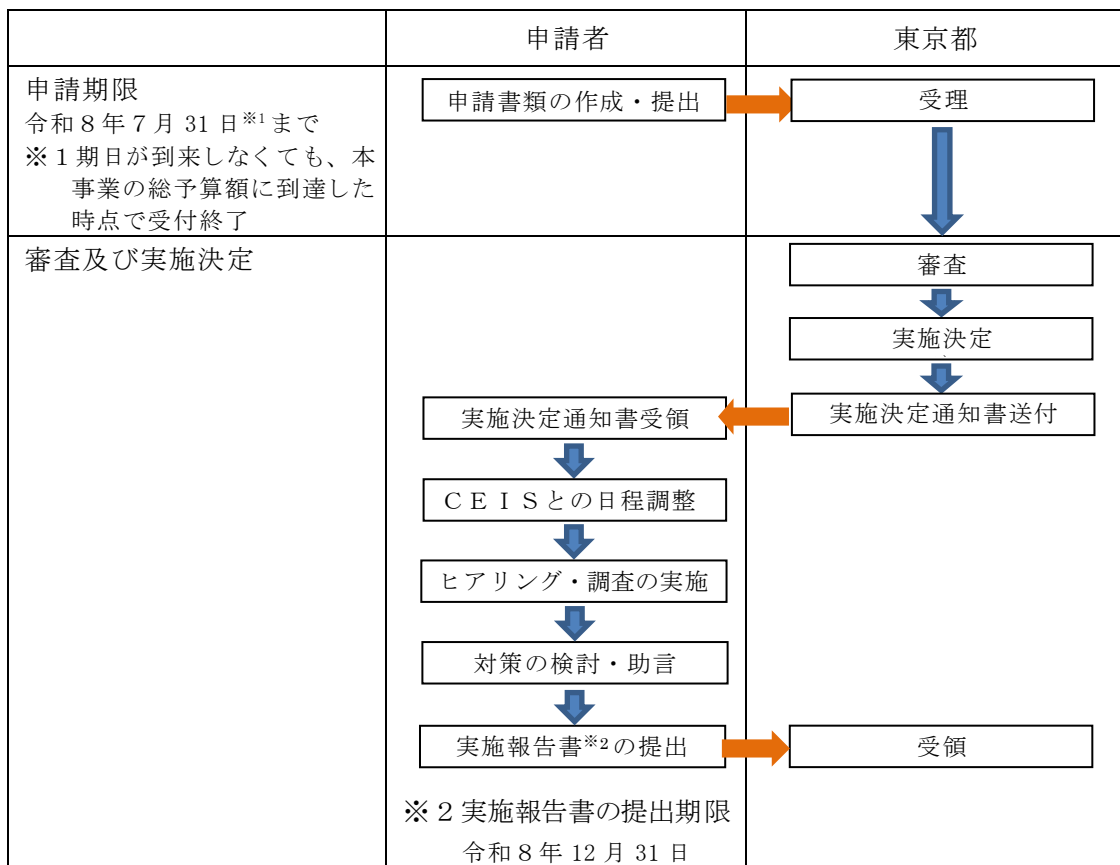 申請者
東京都
申請期限
令和８年７月 31 日※1まで
※１期日が到来しなくても、本
事業の総予算額に到達した
時点で受付終了
申請書類の作成・提出
受理
審査及び実施決定
審査
実施決定
実施決定通知書送付
実施決定通知書受領
ＣＥＩＳとの日程調整
ヒアリング・調査の実施
対策の検討・助言
実施報告書※2の提出
受領
※２実施報告書の提出期限
令和８年 12 月 31 日